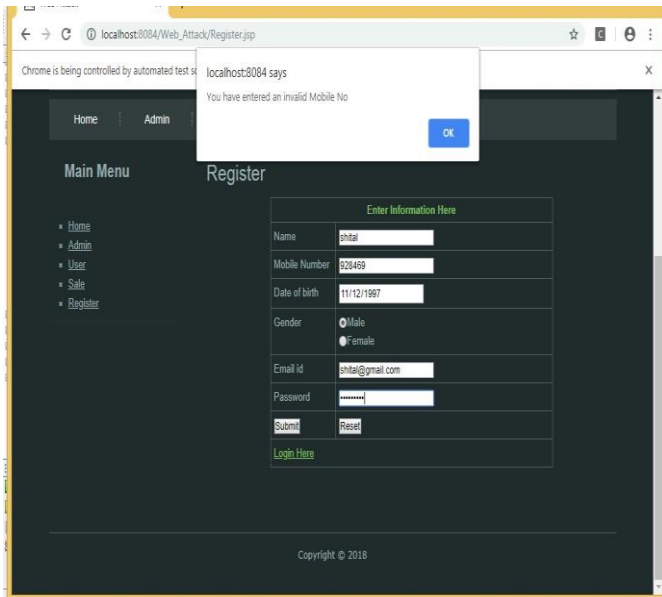 localhost:8084/Web_Attack/Register.jsp
Chrome is being controlled by automated test
localhost:8084 says
You have entered an invalid Mobile No
OK
Home Admin
Main Menu
Home
Admin
User
Sale
Register
Register
Enter Information Here
Name shital
Mobile Number 928469
Date of birth 11/12/1997
Gender Male
Female
Email id shital@gmail.com
Password
Submit Reset
Login Here
Copyright © 2018